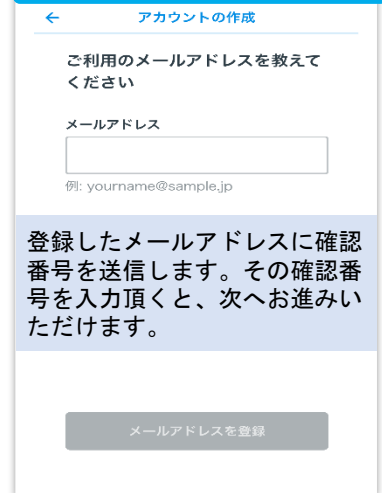 ← アカウントの作成
ご利用のメールアドレスを教えて
ください
メールアドレス
例: yourname@sample.jp
登録したメールアドレスに確認
番号を送信します。その確認番
号を入力頂くと、次へお進みい
ただけます。
メールアドレスを登録